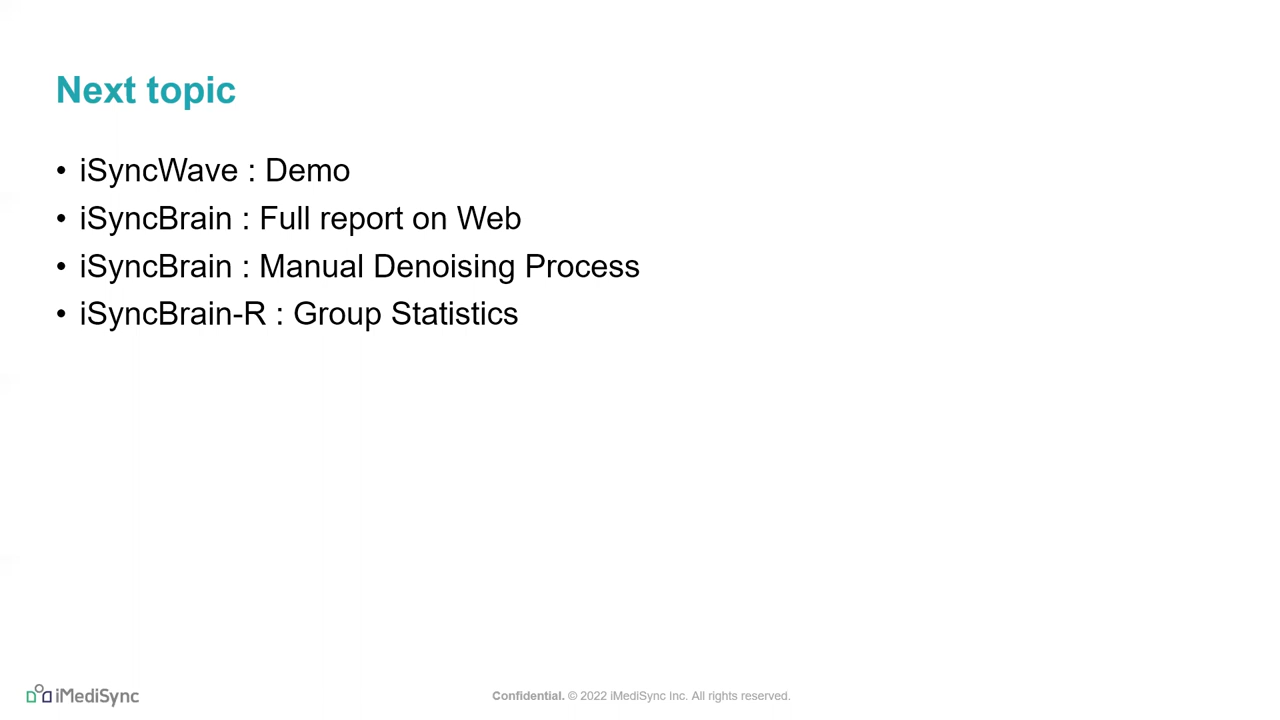 Next topic
• iSyncWave : Demo
• iSyncBrain : Full report on Web
• iSyncBrain : Manual Denoising Process
• iSyncBrain-R : Group Statistics
iMediSync
Confidential. © 2022 iMediSync Inc. All rights reserved.